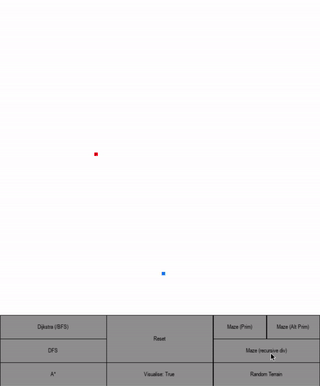 Dijkstra (/BFS)
Reset
Maze (Prim)
Maze (Alt Prim)
DFS
Maze (recursive div)
A*
Visualise: True
Random Terrain